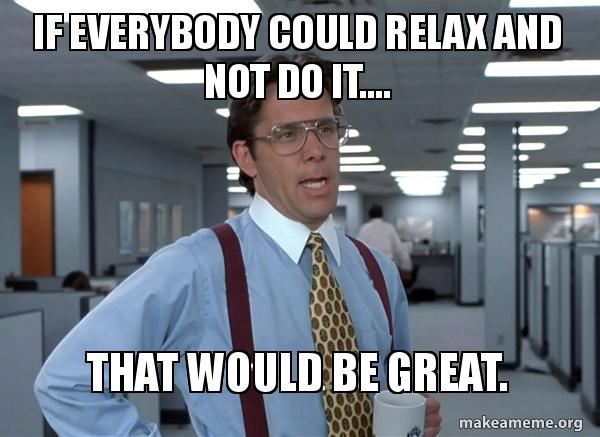 IF EVERYBODY COULD RELAX AND
NOT DO IT....
THAT WOULD BE GREAT.
makeameme.org